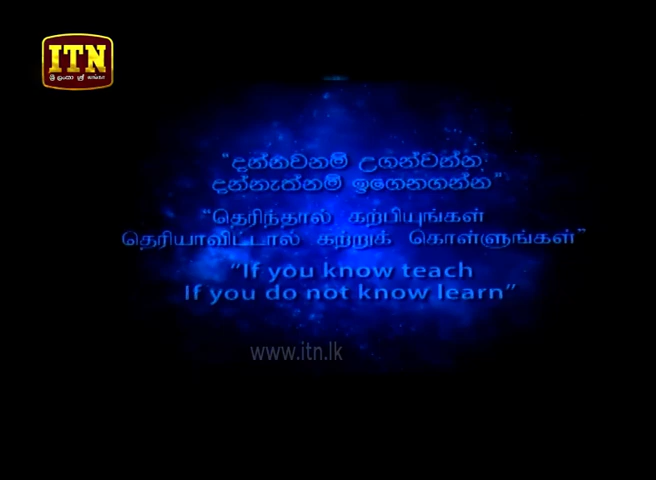 ITN
ශ්‍රී ලංකා ஸ்ரீ லங்கா
"දන්නවනම් උගන්වන්න
දන්නැත්නම් ඉගෙනගන්න"
"தெரிந்தால் கற்பியுங்கள்
தெரியாவிட்டால் கற்றுக் கொள்ளுங்கள்"
"If you know teach
If you do not know learn"
www.itn.lk